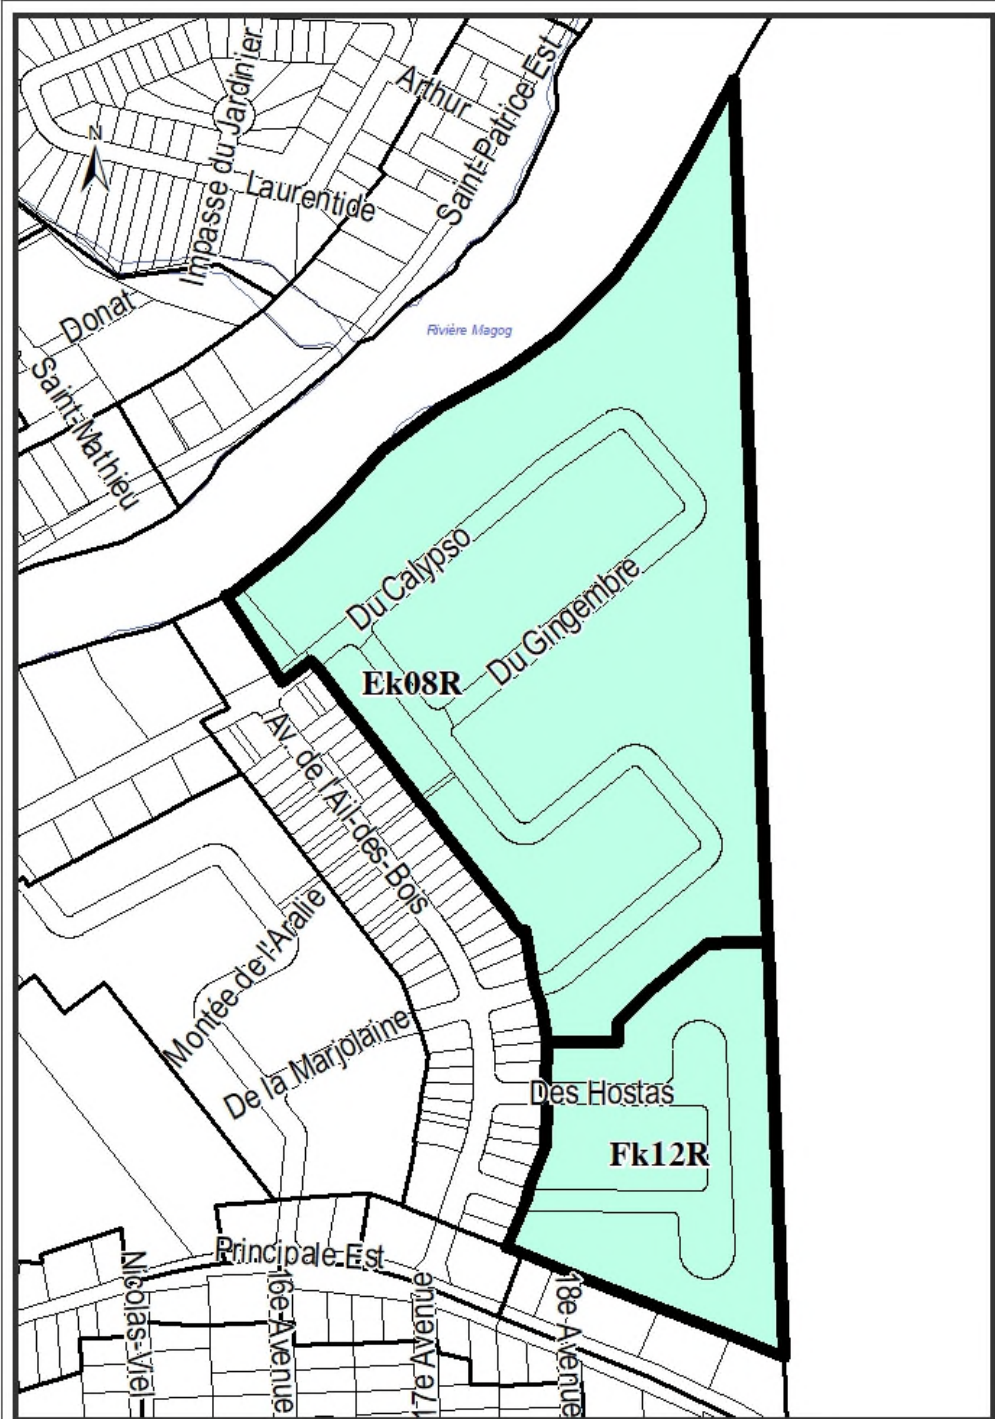 Arthur
Saint-Patrice Est
Impasse du Jardinier
N
Laurentide
Donat
Rivière Magog
Saint-Mathieu
Du Calypso
Du Gingembre
Ek08R
Av. de l'Ail-des-Bois
Montée de l'Aralie
De la Marjolaine
Des Hostas
Fk12R
Principale Est
Nicolas-Viel
16e Avenue
17e Avenue
18e Avenue